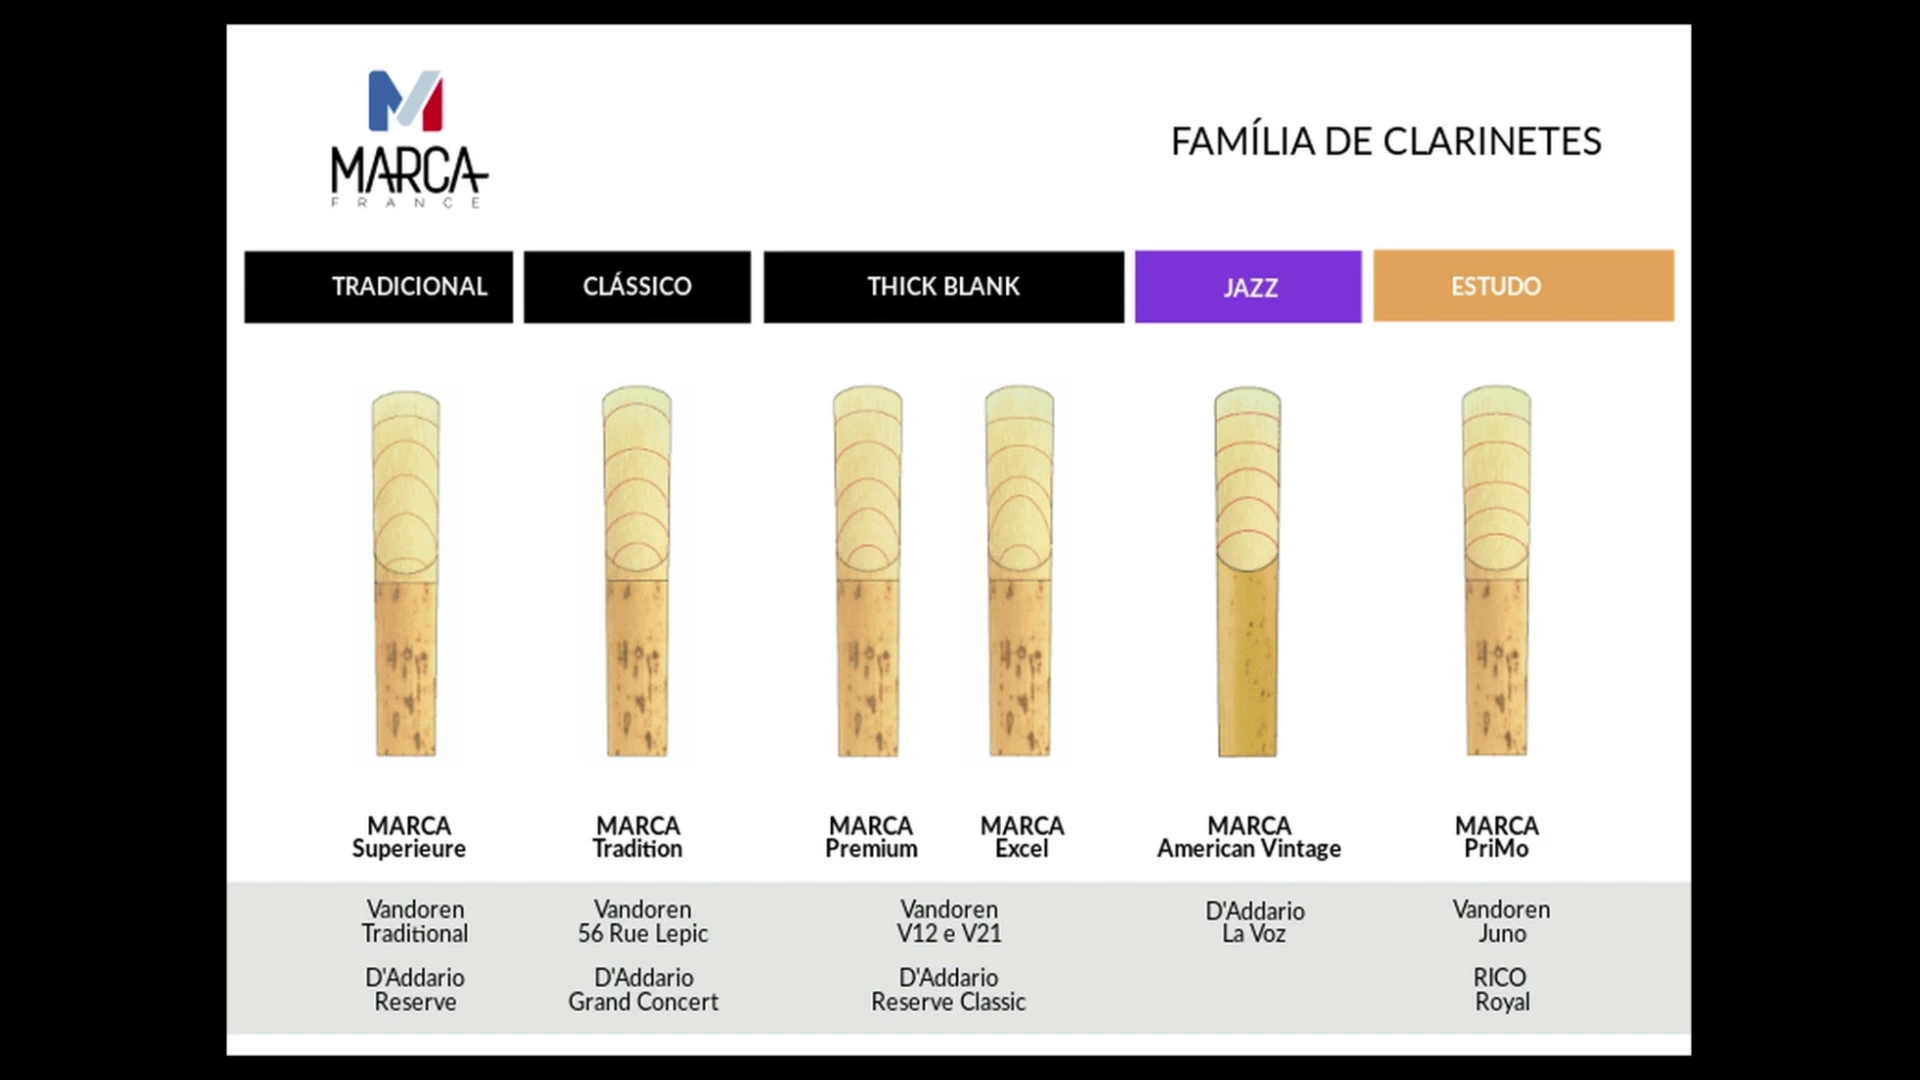 MARCA
FRANCE
FAMÍLIA DE CLARINETES
TRADICIONAL
CLÁSSICO
THICK BLANK
JAZZ
ESTUDO
MARCA
Superieure
MARCA
Tradition
MARCA
Premium
MARCA
Excel
MARCA
American Vintage
MARCA
PriMo
Vandoren
Traditional
Vandoren
56 Rue Lepic
Vandoren
V12 e V21
D'Addario
La Voz
Vandoren
Juno
D'Addario
Reserve
D'Addario
Grand Concert
D'Addario
Reserve Classic
RICO
Royal